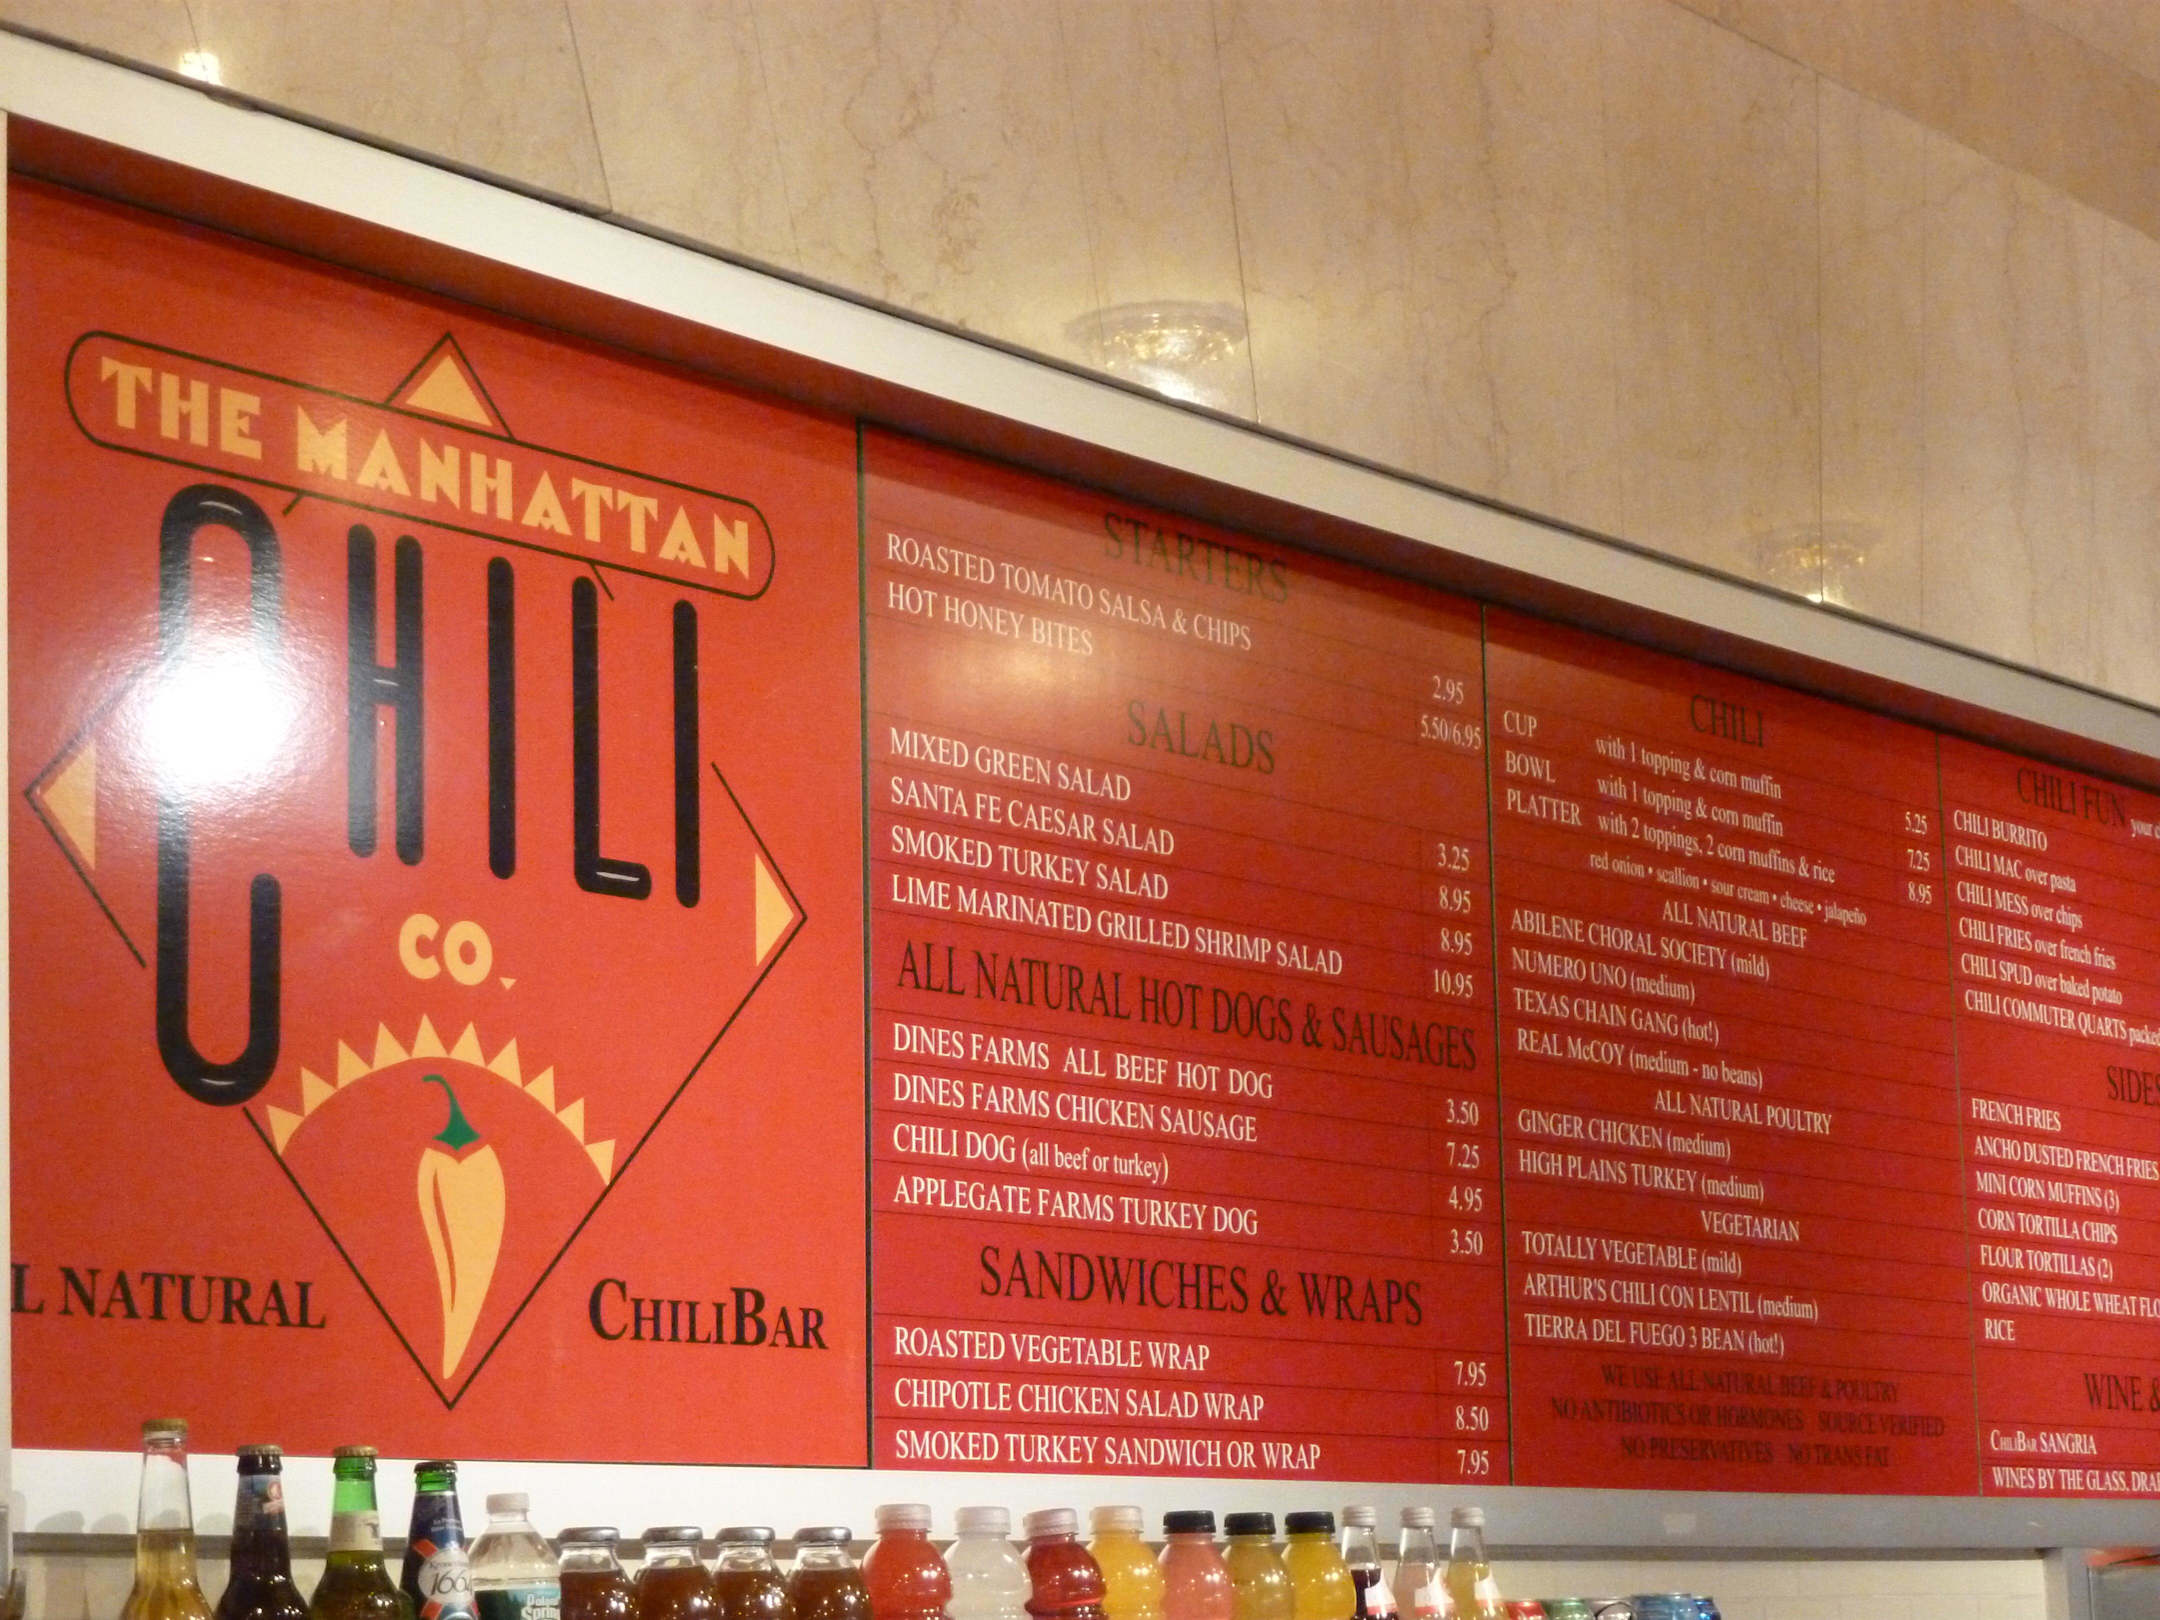 THE MANHATTAN
CHILI
CO.
L NATURAL
CHILIBAR
STARTERS
ROASTED TOMATO SALSA & CHIPS 2.95
HOT HONEY BITES 5.50/6.95
SALADS
MIXED GREEN SALAD 3.25
SANTA FE CAESAR SALAD 8.95
SMOKED TURKEY SALAD 8.95
LIME MARINATED GRILLED SHRIMP SALAD 10.95
ALL NATURAL HOT DOGS & SAUSAGES
DINES FARMS ALL BEEF HOT DOG 3.50
DINES FARMS CHICKEN SAUSAGE 7.25
CHILI DOG (all beef or turkey) 4.95
APPLEGATE FARMS TURKEY DOG 3.50
SANDWICHES & WRAPS
ROASTED VEGETABLE WRAP 7.95
CHIPOTLE CHICKEN SALAD WRAP 8.50
SMOKED TURKEY SANDWICH OR WRAP 7.95
CHILI
CUP with 1 topping & corn muffin 5.25
BOWL with 1 topping & corn muffin 7.25
PLATTER with 2 toppings, 2 corn muffins & rice 8.95
red onion • scallion • sour cream • cheese • jalapeño
ALL NATURAL BEEF
ABILENE CHORAL SOCIETY (mild)
NUMERO UNO (medium)
TEXAS CHAIN GANG (hot!)
REAL McCOY (medium - no beans)
ALL NATURAL POULTRY
GINGER CHICKEN (medium)
HIGH PLAINS TURKEY (medium)
VEGETARIAN
TOTALLY VEGETABLE (mild)
ARTHUR'S CHILI CON LENTIL (medium)
TIERRA DEL FUEGO 3 BEAN (hot!)
WE USE ALL NATURAL BEEF & POULTRY
NO ANTIBIOTICS OR HORMONES SOURCE VERIFIED
NO PRESERVATIVES NO TRANS FAT
CHILI FUN your c
CHILI BURRITO
CHILI MAC over pasta
CHILI MESS over chips
CHILI FRIES over french fries
CHILI SPUD over baked potato
CHILI COMMUTER QUARTS packed
SIDES
FRENCH FRIES
ANCHO DUSTED FRENCH FRIES
MINI CORN MUFFINS (3)
CORN TORTILLA CHIPS
FLOUR TORTILLAS (2)
ORGANIC WHOLE WHEAT FLO
RICE
WINE &
CHILIBAR SANGRIA
WINES BY THE GLASS, DRA
166
Poland
Spring